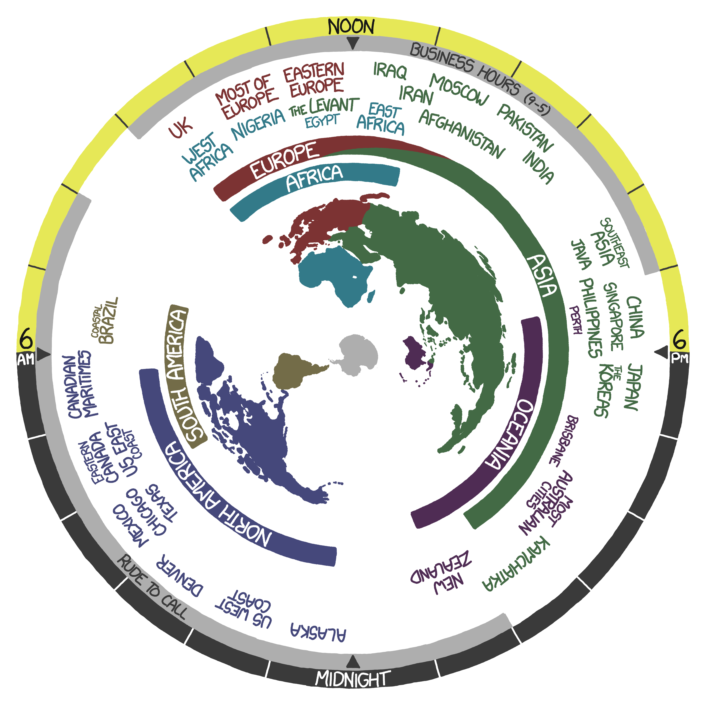 NOON
BUSINESS HOURS (9-5)
UK
MOST OF
EUROPE
EASTERN
EUROPE
IRAQ
IRAN
MOSCOW
PAKISTAN
WEST
AFRICA
NIGERIA
THE LEVANT
EGYPT
EAST
AFRICA
AFGHANISTAN
INDIA
EUROPE
AFRICA
ASIA
SOUTHEAST
ASIA
JAVA
PHILIPPINES
SINGAPORE
CHINA
PERTH
6
PM
JAPAN
THE
KOREAS
OCEANIA
BRISBANE
MOST
AUSTRALIAN
CITIES
KAMCHATKA
NEW
ZEALAND
MIDNIGHT
ALASKA
US WEST
COAST
DENVER
RUDE TO CALL
NORTH AMERICA
MEXICO
CHICAGO
TEXAS
EASTERN
CANADA
US EAST
COAST
CANADIAN
MARITIMES
SOUTH AMERICA
COASTAL
BRAZIL
6
AM